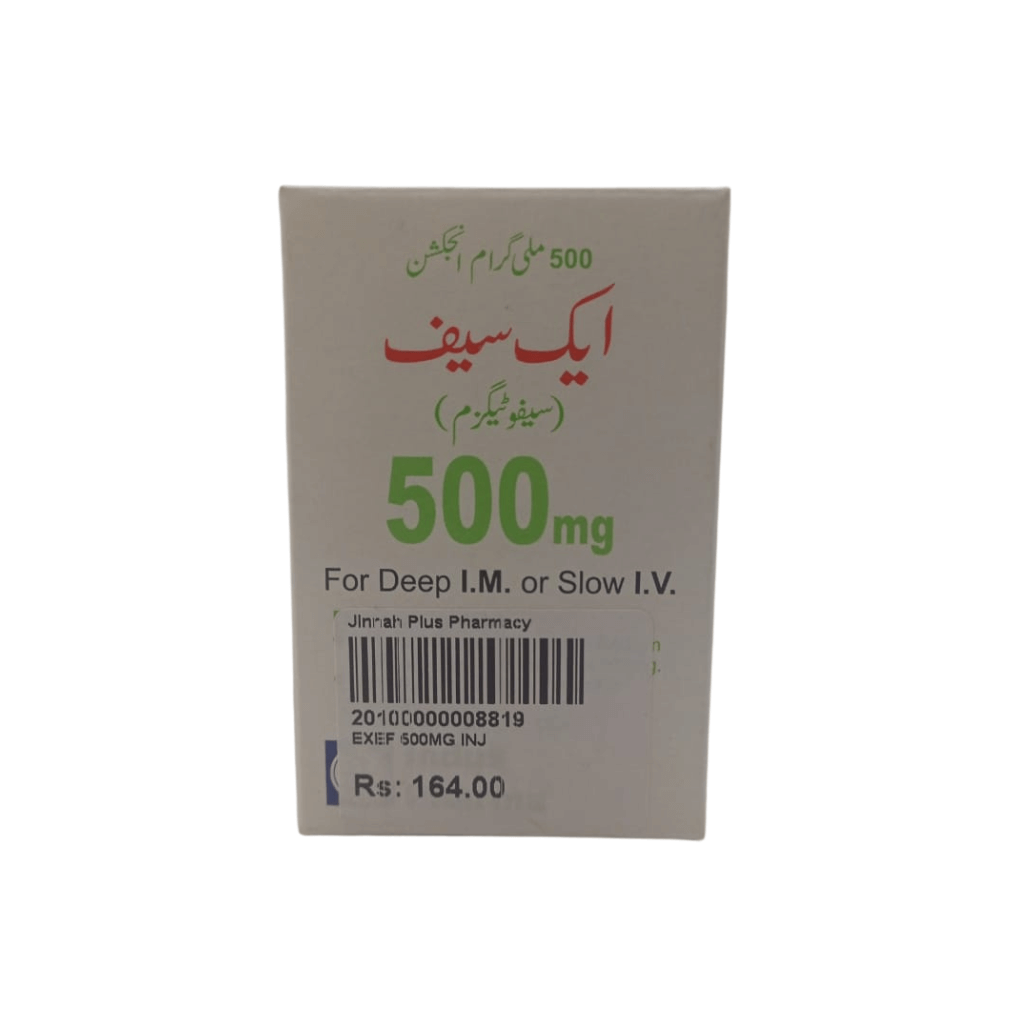 500 ملی گرام انجکشن
ایک سیف
(سیفوٹیگزم)
500mg
For Deep I.M. or Slow I.V.
Jinnah Plus Pharmacy
20100000008819
EXEF 500MG INJ
Rs: 164.00